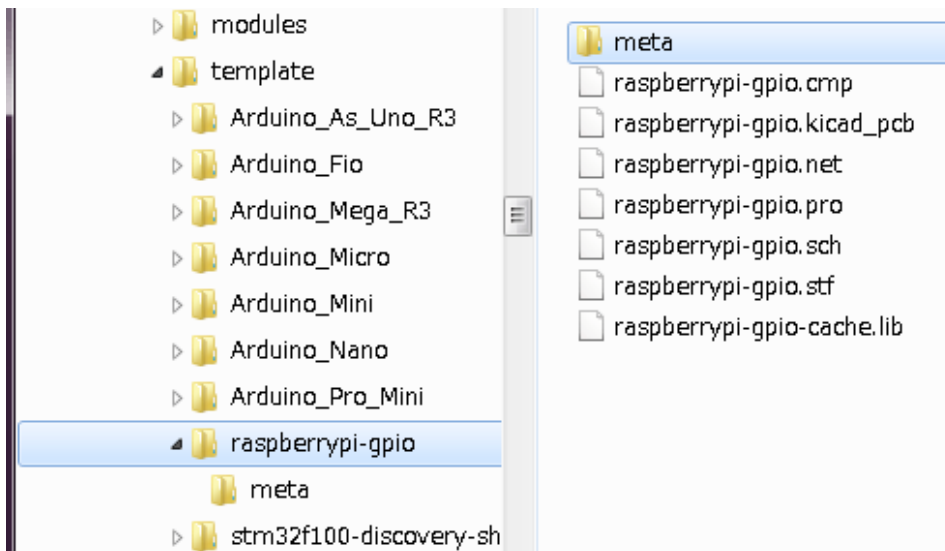 modules
template
Arduino_As_Uno_R3
Arduino_Fio
Arduino_Mega_R3
Arduino_Micro
Arduino_Mini
Arduino_Nano
Arduino_Pro_Mini
raspberrypi-gpio
meta
stm32f100-discovery-sh
meta
raspberrypi-gpio.cmp
raspberrypi-gpio.kicad_pcb
raspberrypi-gpio.net
raspberrypi-gpio.pro
raspberrypi-gpio.sch
raspberrypi-gpio.stf
raspberrypi-gpio-cache.lib